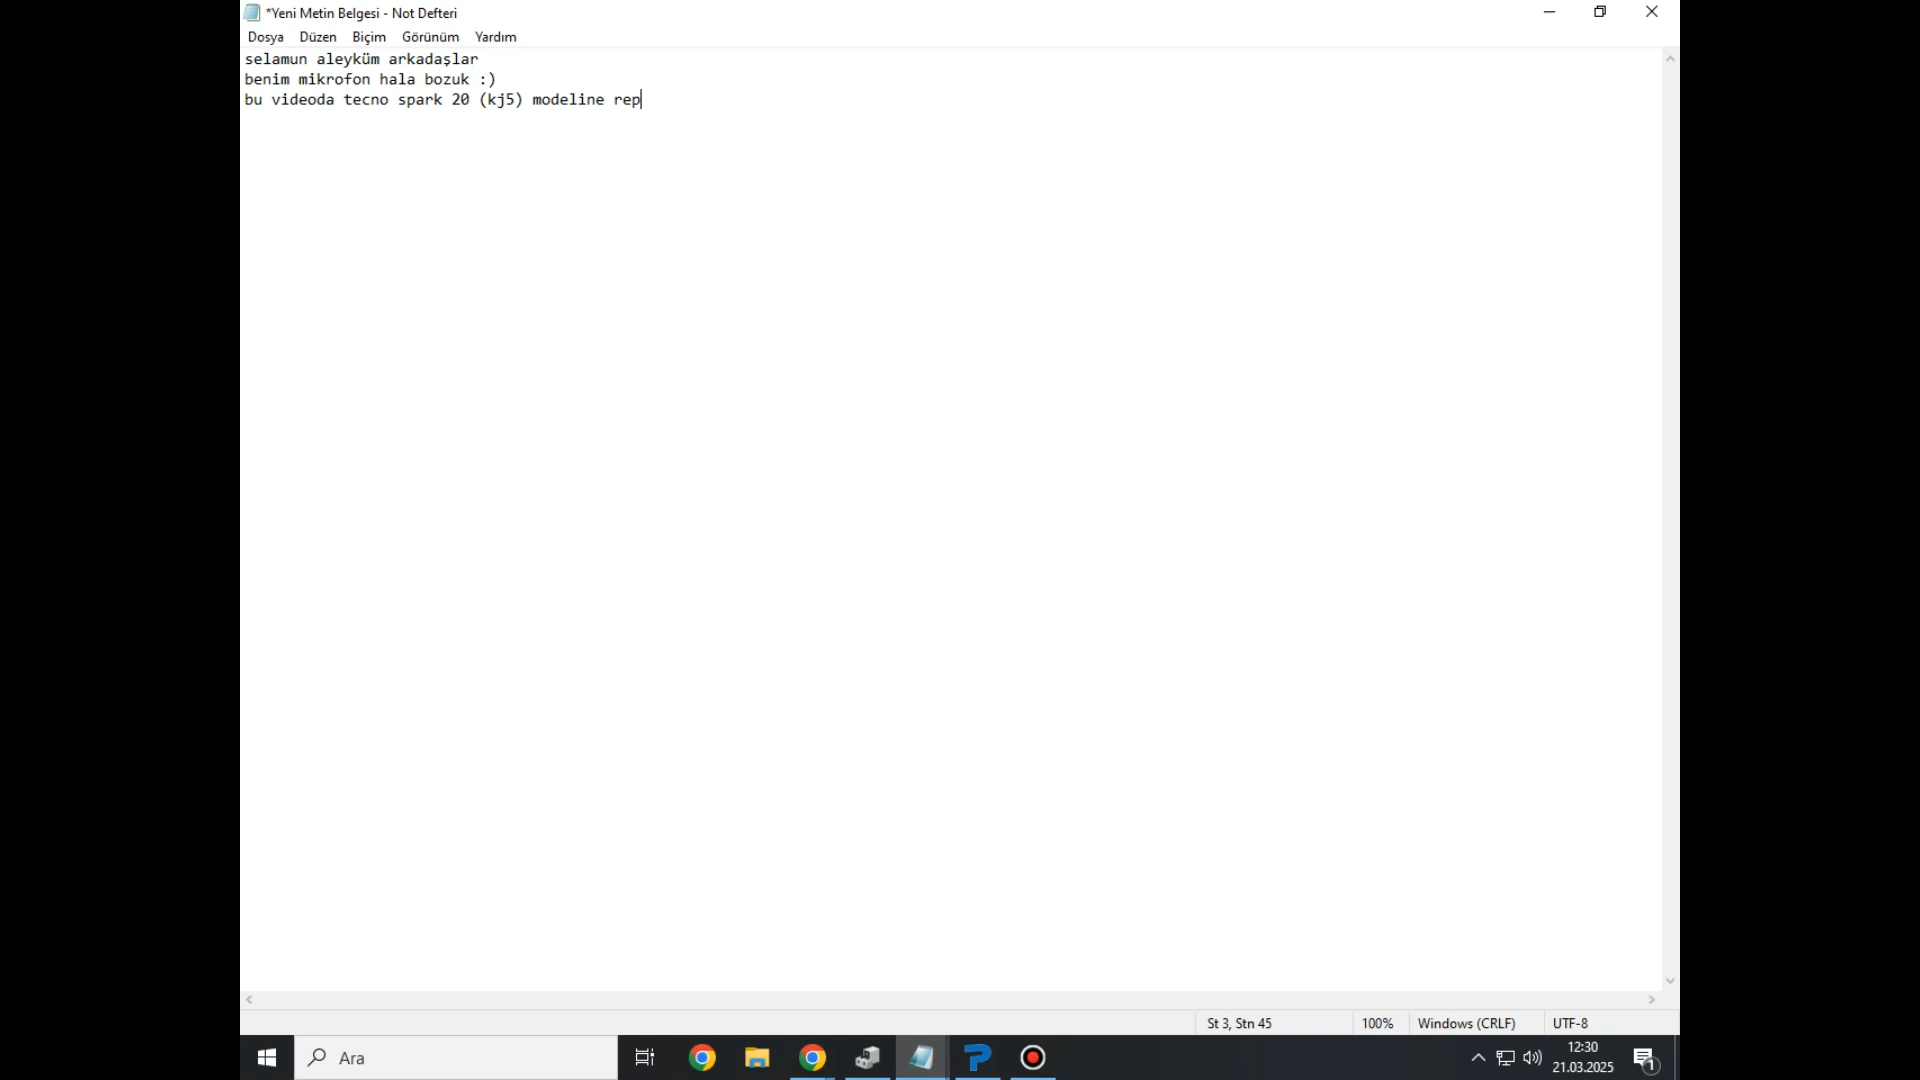 *Yeni Metin Belgesi - Not Defteri
Dosya Düzen Biçim Görünüm Yardım
selamun aleyküm arkadaşlar
benim mikrofon hala bozuk :)
bu videoda tecno spark 20 (kj5) modeline rep
St 3, Stn 45 100% Windows (CRLF) UTF-8
Ara
12:30
21.03.2025
1